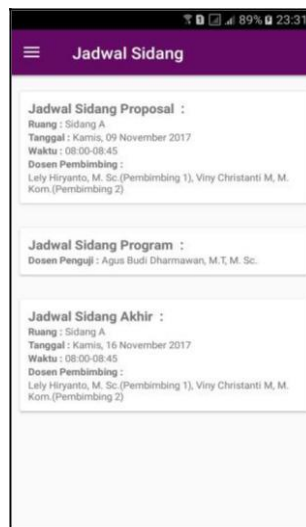 89% 23:31
Jadwal Sidang
Jadwal Sidang Proposal :
Ruang : Sidang A
Tanggal : Kamis, 09 November 2017
Waktu : 08:00-08:45
Dosen Pembimbing :
Lely Hiryanto, M. Sc.(Pembimbing 1), Viny Christanti M, M.
Kom.(Pembimbing 2)
Jadwal Sidang Program :
Dosen Penguji : Agus Budi Dharmawan, M.T, M. Sc.
Jadwal Sidang Akhir :
Ruang : Sidang A
Tanggal : Kamis, 16 November 2017
Waktu : 08:00-08:45
Dosen Pembimbing :
Lely Hiryanto, M. Sc.(Pembimbing 1), Viny Christanti M, M.
Kom.(Pembimbing 2)